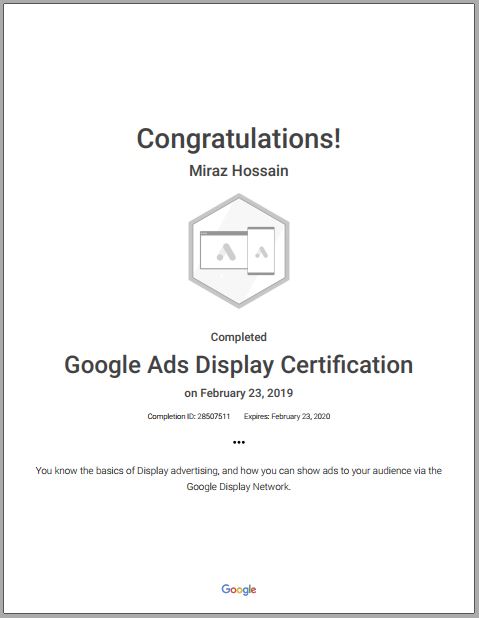 Congratulations!
Miraz Hossain
Completed
Google Ads Display Certification
on February 23, 2019
Completion ID: 28507511 Expires: February 23, 2020
•••
You know the basics of Display advertising, and how you can show ads to your audience via the
Google Display Network.
Google